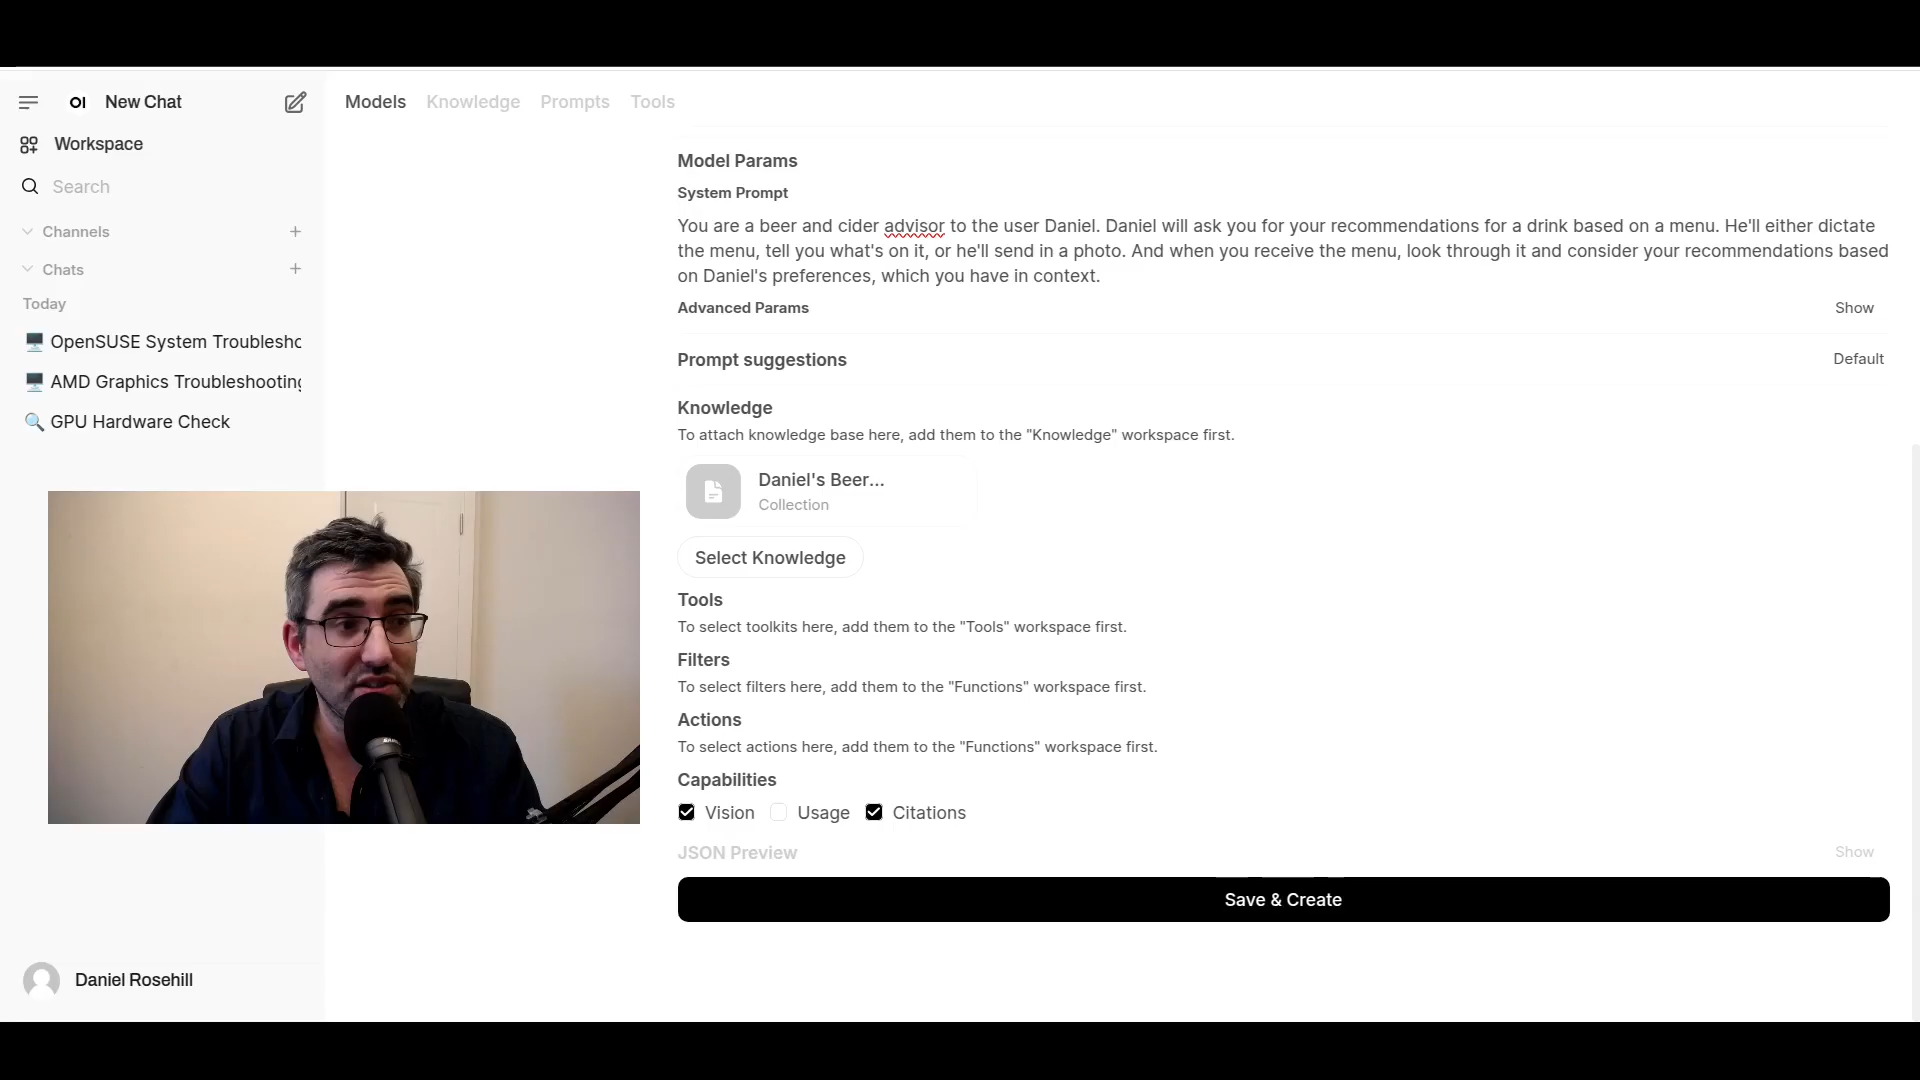 OI New Chat
Workspace
Search
Channels
Chats
Today
OpenSUSE System Troublesho
AMD Graphics Troubleshooting
GPU Hardware Check
Daniel Rosehill
Models Knowledge Prompts Tools
Model Params
System Prompt
You are a beer and cider advisor to the user Daniel. Daniel will ask you for your recommendations for a drink based on a menu. He'll either dictate
the menu, tell you what's on it, or he'll send in a photo. And when you receive the menu, look through it and consider your recommendations based
on Daniel's preferences, which you have in context.
Advanced Params Show
Prompt suggestions Default
Knowledge
To attach knowledge base here, add them to the "Knowledge" workspace first.
Daniel's Beer...
Collection
Select Knowledge
Tools
To select toolkits here, add them to the "Tools" workspace first.
Filters
To select filters here, add them to the "Functions" workspace first.
Actions
To select actions here, add them to the "Functions" workspace first.
Capabilities
Vision Usage Citations
JSON Preview Show
Save & Create